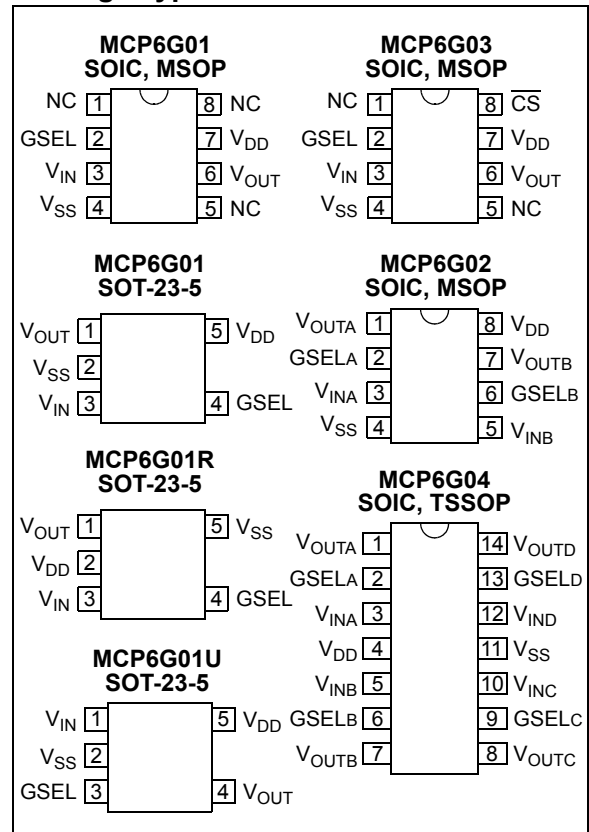 MCP6G01
SOIC, MSOP
NC 1 8 NC
GSEL 2 7 VDD
VIN 3 6 VOUT
VSS 4 5 NC
MCP6G03
SOIC, MSOP
NC 1 8 CS
GSEL 2 7 VDD
VIN 3 6 VOUT
VSS 4 5 NC
MCP6G01
SOT-23-5
VOUT 1 5 VDD
VSS 2
VIN 3 4 GSEL
MCP6G02
SOIC, MSOP
VOUTA 1 8 VDD
GSELA 2 7 VOUTB
VINA 3 6 GSELB
VSS 4 5 VINB
MCP6G01R
SOT-23-5
VOUT 1 5 VSS
VDD 2
VIN 3 4 GSEL
MCP6G04
SOIC, TSSOP
VOUTA 1 14 VOUTD
GSELA 2 13 GSELD
VINA 3 12 VIND
VDD 4 11 VSS
VINB 5 10 VINC
GSELB 6 9 GSELC
VOUTB 7 8 VOUTC
MCP6G01U
SOT-23-5
VIN 1 5 VDD
VSS 2
GSEL 3 4 VOUT